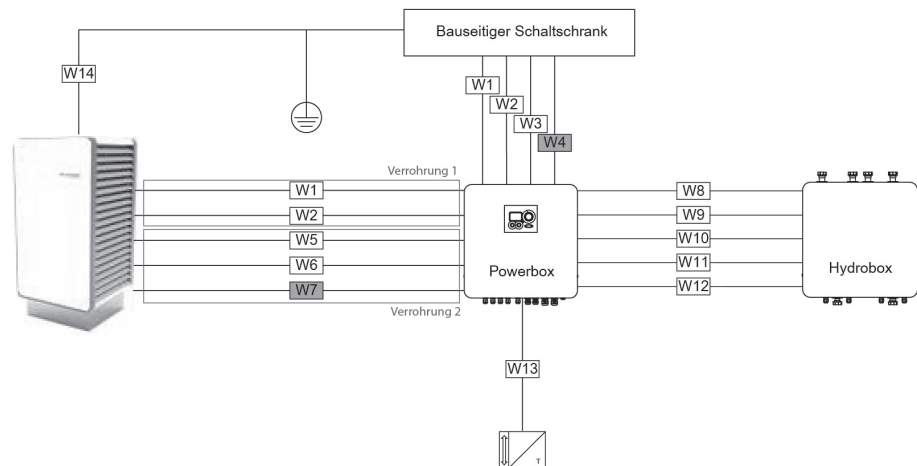 Bauseitiger Schaltschrank
W14
W1
W2
W3
W4
Verrohrung 1
W1
W2
W5
W6
W7
Verrohrung 2
Powerbox
W8
W9
W10
W11
W12
Hydrobox
W13
T